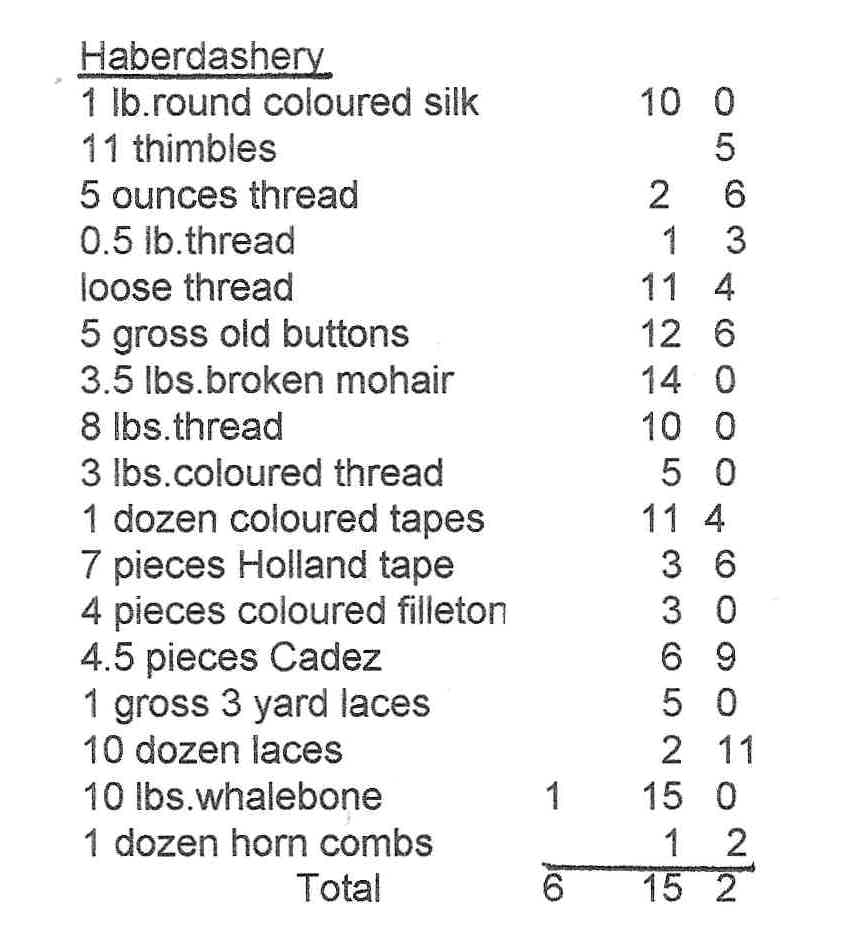 Haberdashery
1 lb.round coloured silk 10 0
11 thimbles 5
5 ounces thread 2 6
0.5 lb.thread 1 3
loose thread 11 4
5 gross old buttons 12 6
3.5 lbs.broken mohair 14 0
8 lbs.thread 10 0
3 lbs.coloured thread 5 0
1 dozen coloured tapes 11 4
7 pieces Holland tape 3 6
4 pieces coloured filleton 3 0
4.5 pieces Cadez 6 9
1 gross 3 yard laces 5 0
10 dozen laces 2 11
10 lbs.whalebone 1 15 0
1 dozen horn combs 1 2
Total 6 15 2